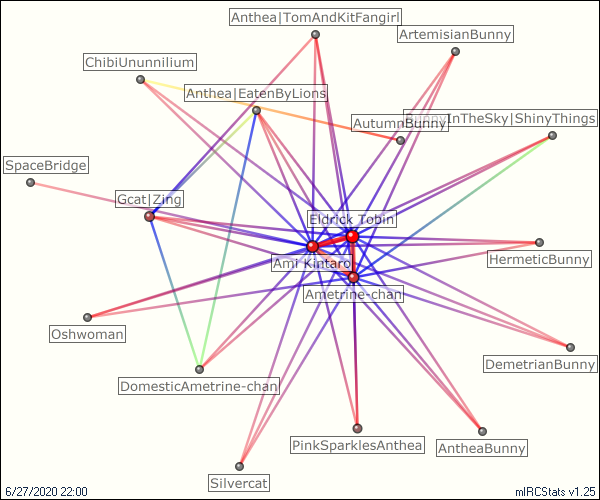 Anthea|TomAndKitFangirl
ArtemisianBunny
ChibiUnunnilium
Anthea|EatenByLions
InTheSky|ShinyThings
AutumnBunny
SpaceBridge
Gcat|Zing
Eldrick Tobin
Ami Kintaro
HermeticBunny
Ametrine-chan
Oshwoman
DemetrianBunny
DomesticAmetrine-chan
PinkSparklesAnthea
AntheaBunny
Silvercat
6/27/2020 22:00
mIRCStats v1.25